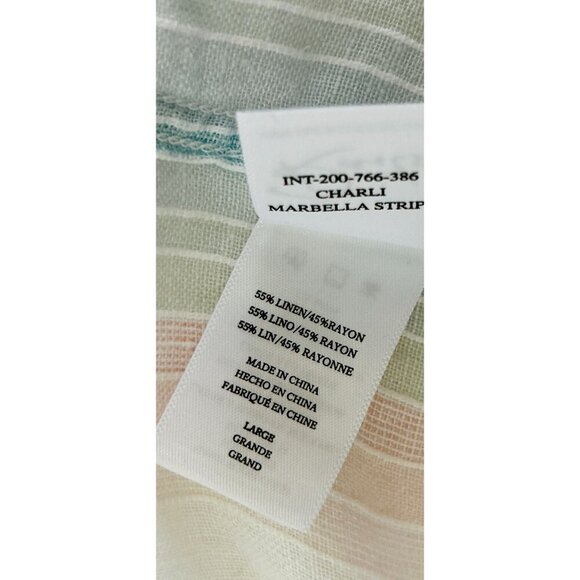 INT-200-766-386
CHARLI
MARBELLA STRIP
55% LINEN/45%RAYON
55% LINO/45% RAYON
55% LIN/45% RAYONNE
MADE IN CHINA
HECHO EN CHINA
FABRIQUÉ EN CHINE
LARGE
GRANDE
GRAND